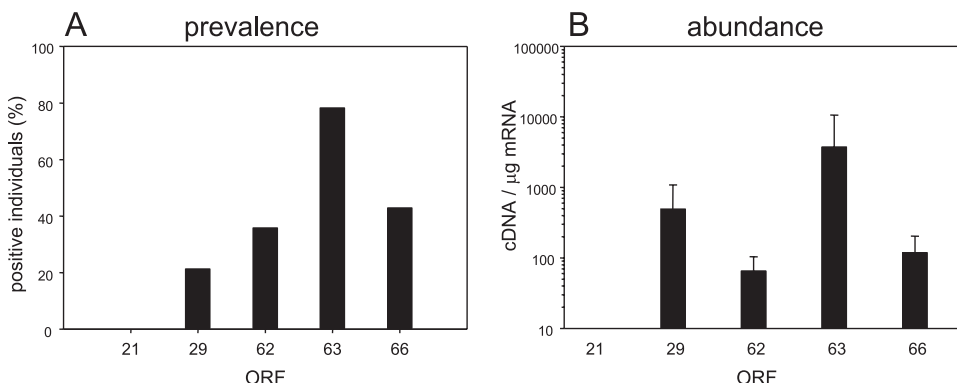 A prevalence
100
80
60
40
20
0
positive individuals (%)
21 29 62 63 66
ORF
B abundance
100000
10000
1000
100
10
cDNA / μg mRNA
21 29 62 63 66
ORF